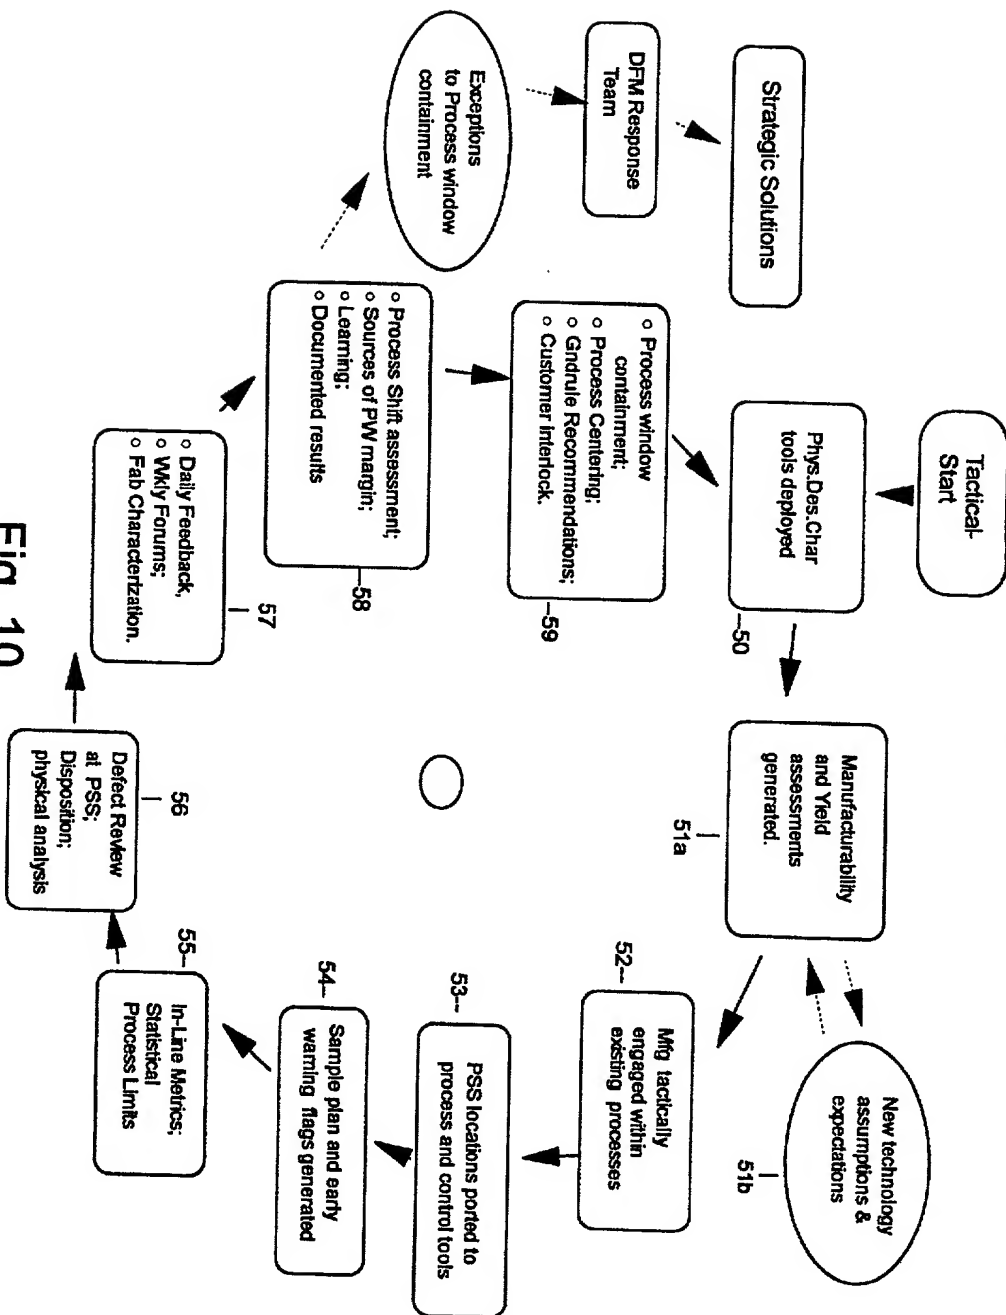 Tactical-
Start
Phys.Des.Char
tools deployed
50
Manufacturability
and Yield
assessments
generated.
51a
New technology
assumptions &
expectations
51b
Mfg tactically
engaged within
existing processes
52
PSS locations ported to
process and control tools
53
Sample plan and early
warning flags generated
54
In-Line Metrics;
Statistical
Process Limits
55
Defect Review
at PSS;
Disposition;
physical analysis
56
○ Daily Feedback,
○ Wkly Forums;
○ Fab Characterization.
57
○ Process Shift assessment;
○ Sources of PW margin;
○ Learning;
○ Documented results
58
○ Process window
containment;
○ Process Centering;
○ Gndrule Recommendations;
○ Customer interlock.
59
Exceptions
to Process window
containment
DFM Response
Team
Strategic Solutions
Fig. 10